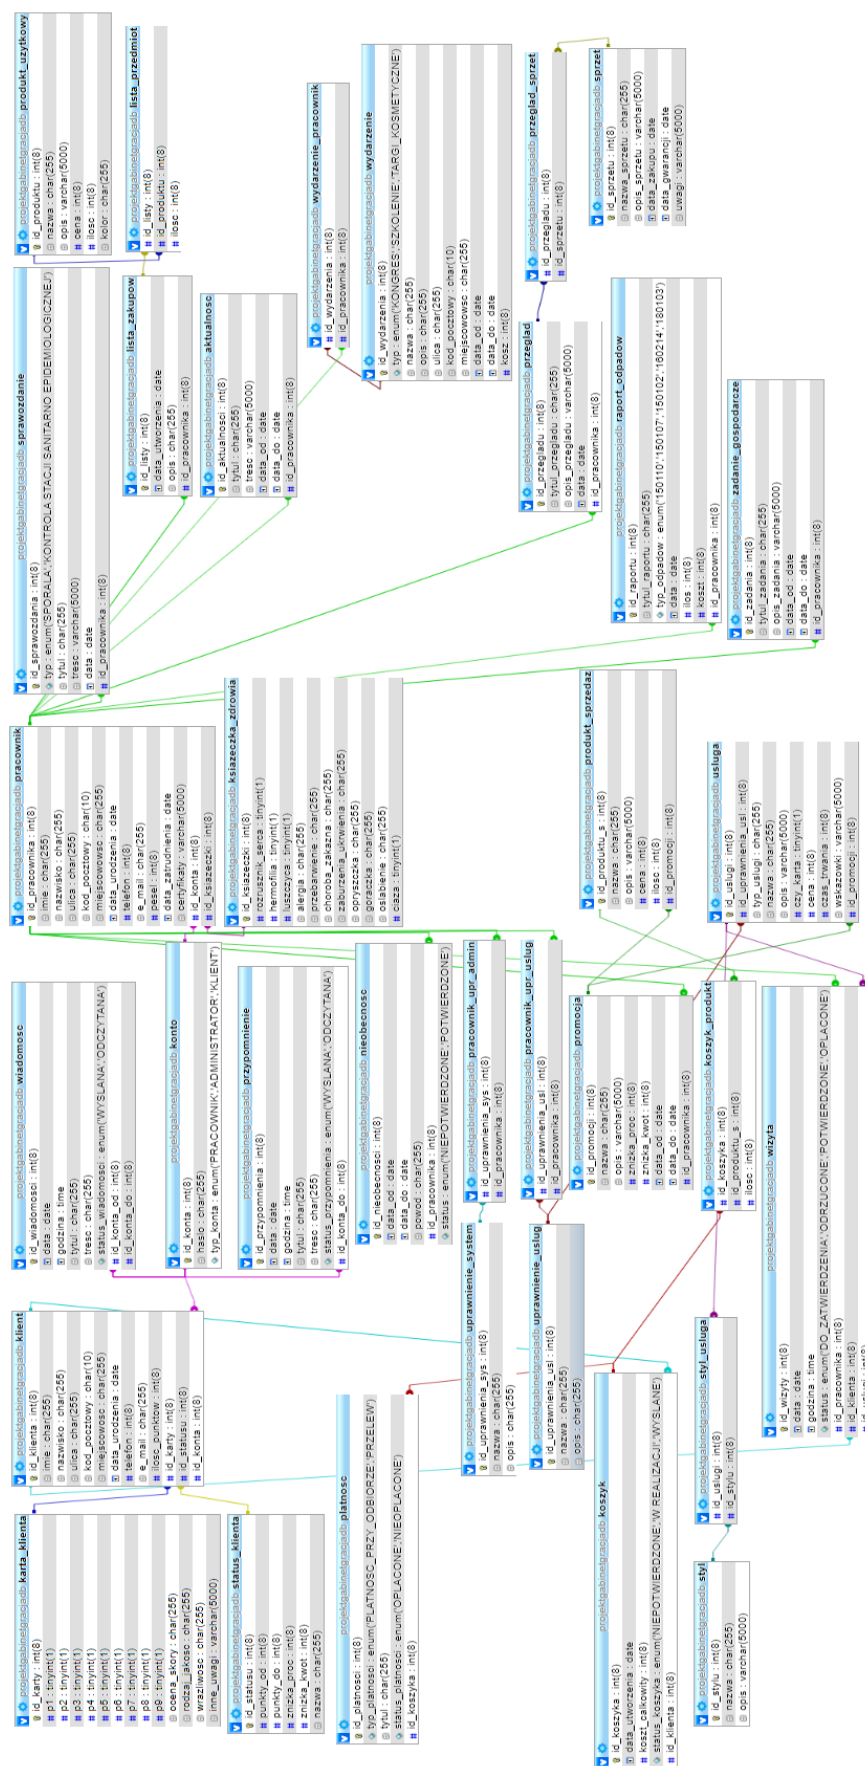 projektgabinetgracjadb karta_klienta
id_karty : int(8)
p1 : tinyint(1)
p2 : tinyint(1)
p3 : tinyint(1)
p4 : tinyint(1)
p5 : tinyint(1)
p6 : tinyint(1)
p7 : tinyint(1)
p8 : tinyint(1)
p9 : tinyint(1)
ocena_skory : char(255)
rodzaj_jakosc : char(255)
wrazliwosc : char(255)
inne_uwagi : varchar(5000)
projektgabinetgracjadb klient
id_klienta : int(8)
imie : char(255)
nazwisko : char(255)
ulica : char(255)
kod_pocztowy : char(10)
miejscowosc : char(255)
data_urodzenia : date
telefon : int(8)
e_mail : char(255)
ilosc_punktow : int(8)
id_karty : int(8)
id_statusu : int(8)
id_konta : int(8)
projektgabinetgracjadb wiadomosc
id_wiadomosci : int(8)
data : date
godzina : time
tytul : char(255)
tresc : char(255)
status_wiadomosci : enum('WYSLANA','ODCZYTANA')
id_konta_od : int(8)
id_konta_do : int(8)
projektgabinetgracjadb pracownik
id_pracownika : int(8)
imie : char(255)
nazwisko : char(255)
ulica : char(255)
kod_pocztowy : char(10)
miejscowowsc : char(255)
data_urodzenia : date
telefon : int(8)
e_mail : char(255)
pesel : int(8)
data_zatrudnienia : date
certyfikaty : varchar(5000)
id_konta : int(8)
id_ksiazeczki : int(8)
projektgabinetgracjadb sprawozdanie
id_sprawozdania : int(8)
typ : enum('SPORALA','KONTROLA STACJI SANITARNO EPIDEMIOLOGICZNEJ')
tytul : char(255)
tresc : varchar(5000)
data : date
id_pracownika : int(8)
projektgabinetgracjadb produkt_uzytkowy
id_produktu : int(8)
nazwa : char(255)
opis : varchar(5000)
cena : int(8)
ilosc : int(8)
kolor : char(255)
projektgabinetgracjadb lista_przedmiot
id_listy : int(8)
id_produktu : int(8)
ilosc : int(8)
projektgabinetgracjadb lista_zakupow
id_listy : int(8)
data_utworzenia : date
opis : char(255)
id_pracownika : int(8)
projektgabinetgracjadb status_klienta
id_statusu : int(8)
punkty_od : int(8)
punkty_do : int(8)
znizka_proc : int(8)
znizka_kwot : int(8)
nazwa : char(255)
projektgabinetgracjadb konto
id_konta : int(8)
haslo : char(255)
typ_konta : enum('PRACOWNIK','ADMINISTRATOR','KLIENT')
projektgabinetgracjadb przypomnienie
id_przypomnienia : int(8)
data : date
godzina : time
tytul : char(255)
tresc : char(255)
status_przypomnienia : enum('WYSLANA','ODCZYTANA')
id_konta_do : int(8)
projektgabinetgracjadb ksiazeczka_zdrowia
id_ksiazeczki : int(8)
rozrusznik_serca : tinyint(1)
hermofilia : tinyint(1)
luszczyca : tinyint(1)
alergia : char(255)
przebarwienie : char(255)
choroba_zakazna : char(255)
zaburzenia_ukrwienia : char(255)
opryszczka : char(255)
goraczka : char(255)
oslabienie : char(255)
ciaza : tinyint(1)
projektgabinetgracjadb aktualnosc
id_aktualnosci : int(8)
tytul : char(255)
tresc : varchar(5000)
data_od : date
data_do : date
id_pracownika : int(8)
projektgabinetgracjadb wydarzenie_pracownik
id_wydarzenia : int(8)
id_pracownika : int(8)
projektgabinetgracjadb wydarzenie
id_wydarzenia : int(8)
typ : enum('KONGRES','SZKOLENIE','TARGI_KOSMETYCZNE')
nazwa : char(255)
opis : char(255)
ulica : char(255)
kod_pocztowy : char(10)
miejscowowsc : char(255)
data_od : date
data_do : date
kosz : int(8)
projektgabinetgracjadb platnosc
id_platnosci : int(8)
typ_platnosci : enum('PLATNOSC_PRZY_ODBIORZE','PRZELEW')
tytul : char(255)
status_platnosci : enum('OPLACONE','NIEOPLACONE')
id_koszyka : int(8)
projektgabinetgracjadb nieobecnosc
id_nieobecnosci : int(8)
data_od : date
data_do : date
powod : char(255)
id_pracownika : int(8)
status : enum('NIEPOTWIERDZONE','POTWIERDZONE')
projektgabinetgracjadb uprawnienie_system
id_uprawnienia_sys : int(8)
nazwa : char(255)
opis : char(255)
projektgabinetgracjadb pracownik_upr_admin
id_uprawnienia_sys : int(8)
id_pracownika : int(8)
projektgabinetgracjadb uprawnienie_uslug
id_uprawnienia_usl : int(8)
nazwa : char(255)
opis : char(255)
projektgabinetgracjadb pracownik_upr_uslug
id_uprawnienia_usl : int(8)
id_pracownika : int(8)
projektgabinetgracjadb przeglad
id_przegladu : int(8)
tytul_przegladu : char(255)
opis_przegladu : varchar(5000)
data : date
id_pracownika : int(8)
projektgabinetgracjadb przeglad_sprzet
id_przegladu : int(8)
id_sprzetu : int(8)
projektgabinetgracjadb sprzet
id_sprzetu : int(8)
nazwa_sprzetu : char(255)
opis_sprzetu : varchar(5000)
data_zakupu : date
data_gwarancji : date
uwagi : varchar(5000)
projektgabinetgracjadb koszyk
id_koszyka : int(8)
data_utworzenia : date
koszt_calkowity : int(8)
status_koszyka : enum('NIEPOTWIERDZONE','W REALIZACJI','WYSLANE')
id_klienta : int(8)
projektgabinetgracjadb promocja
id_promocji : int(8)
nazwa : char(255)
opis : varchar(5000)
znizka_proc : int(8)
znizka_kwot : int(8)
data_od : date
data_do : date
id_pracownika : int(8)
projektgabinetgracjadb produkt_sprzedaz
id_produktu_s : int(8)
nazwa : char(255)
opis : varchar(5000)
cena : int(8)
ilosc : int(8)
id_promocji : int(8)
projektgabinetgracjadb raport_odpadow
id_raportu : int(8)
tytul_raportu : char(255)
typ_odpadow : enum('150110','150107','150102','160214','180103')
data : date
ilos : int(8)
koszt : int(8)
id_pracownika : int(8)
projektgabinetgracjadb styl
id_stylu : int(8)
nazwa : char(255)
opis : varchar(5000)
projektgabinetgracjadb styl_usluga
id_uslugi : int(8)
id_stylu : int(8)
projektgabinetgracjadb koszyk_produkt
id_koszyka : int(8)
id_produktu_s : int(8)
ilosc : int(8)
projektgabinetgracjadb usluga
id_uslugi : int(8)
id_uprawnienia_usl : int(8)
typ_uslugi : char(255)
nazwa : char(255)
opis : varchar(5000)
czy_karta : tinyint(1)
cena : int(8)
czas_trwania : int(8)
wskazowki : varchar(5000)
id_promocji : int(8)
projektgabinetgracjadb zadanie_gospodarcze
id_zadania : int(8)
tytul_zadania : char(255)
opis_zadania : varchar(5000)
data_od : date
data_do : date
id_pracownika : int(8)
projektgabinetgracjadb wizyta
id_wizyty : int(8)
data : date
godzina : time
status : enum('DO_ZATWIERDZENIA','ODRZUCONE','POTWIERDZONE','OPLACONE')
id_pracownika : int(8)
id_klienta : int(8)
id_uslugi : int(8)